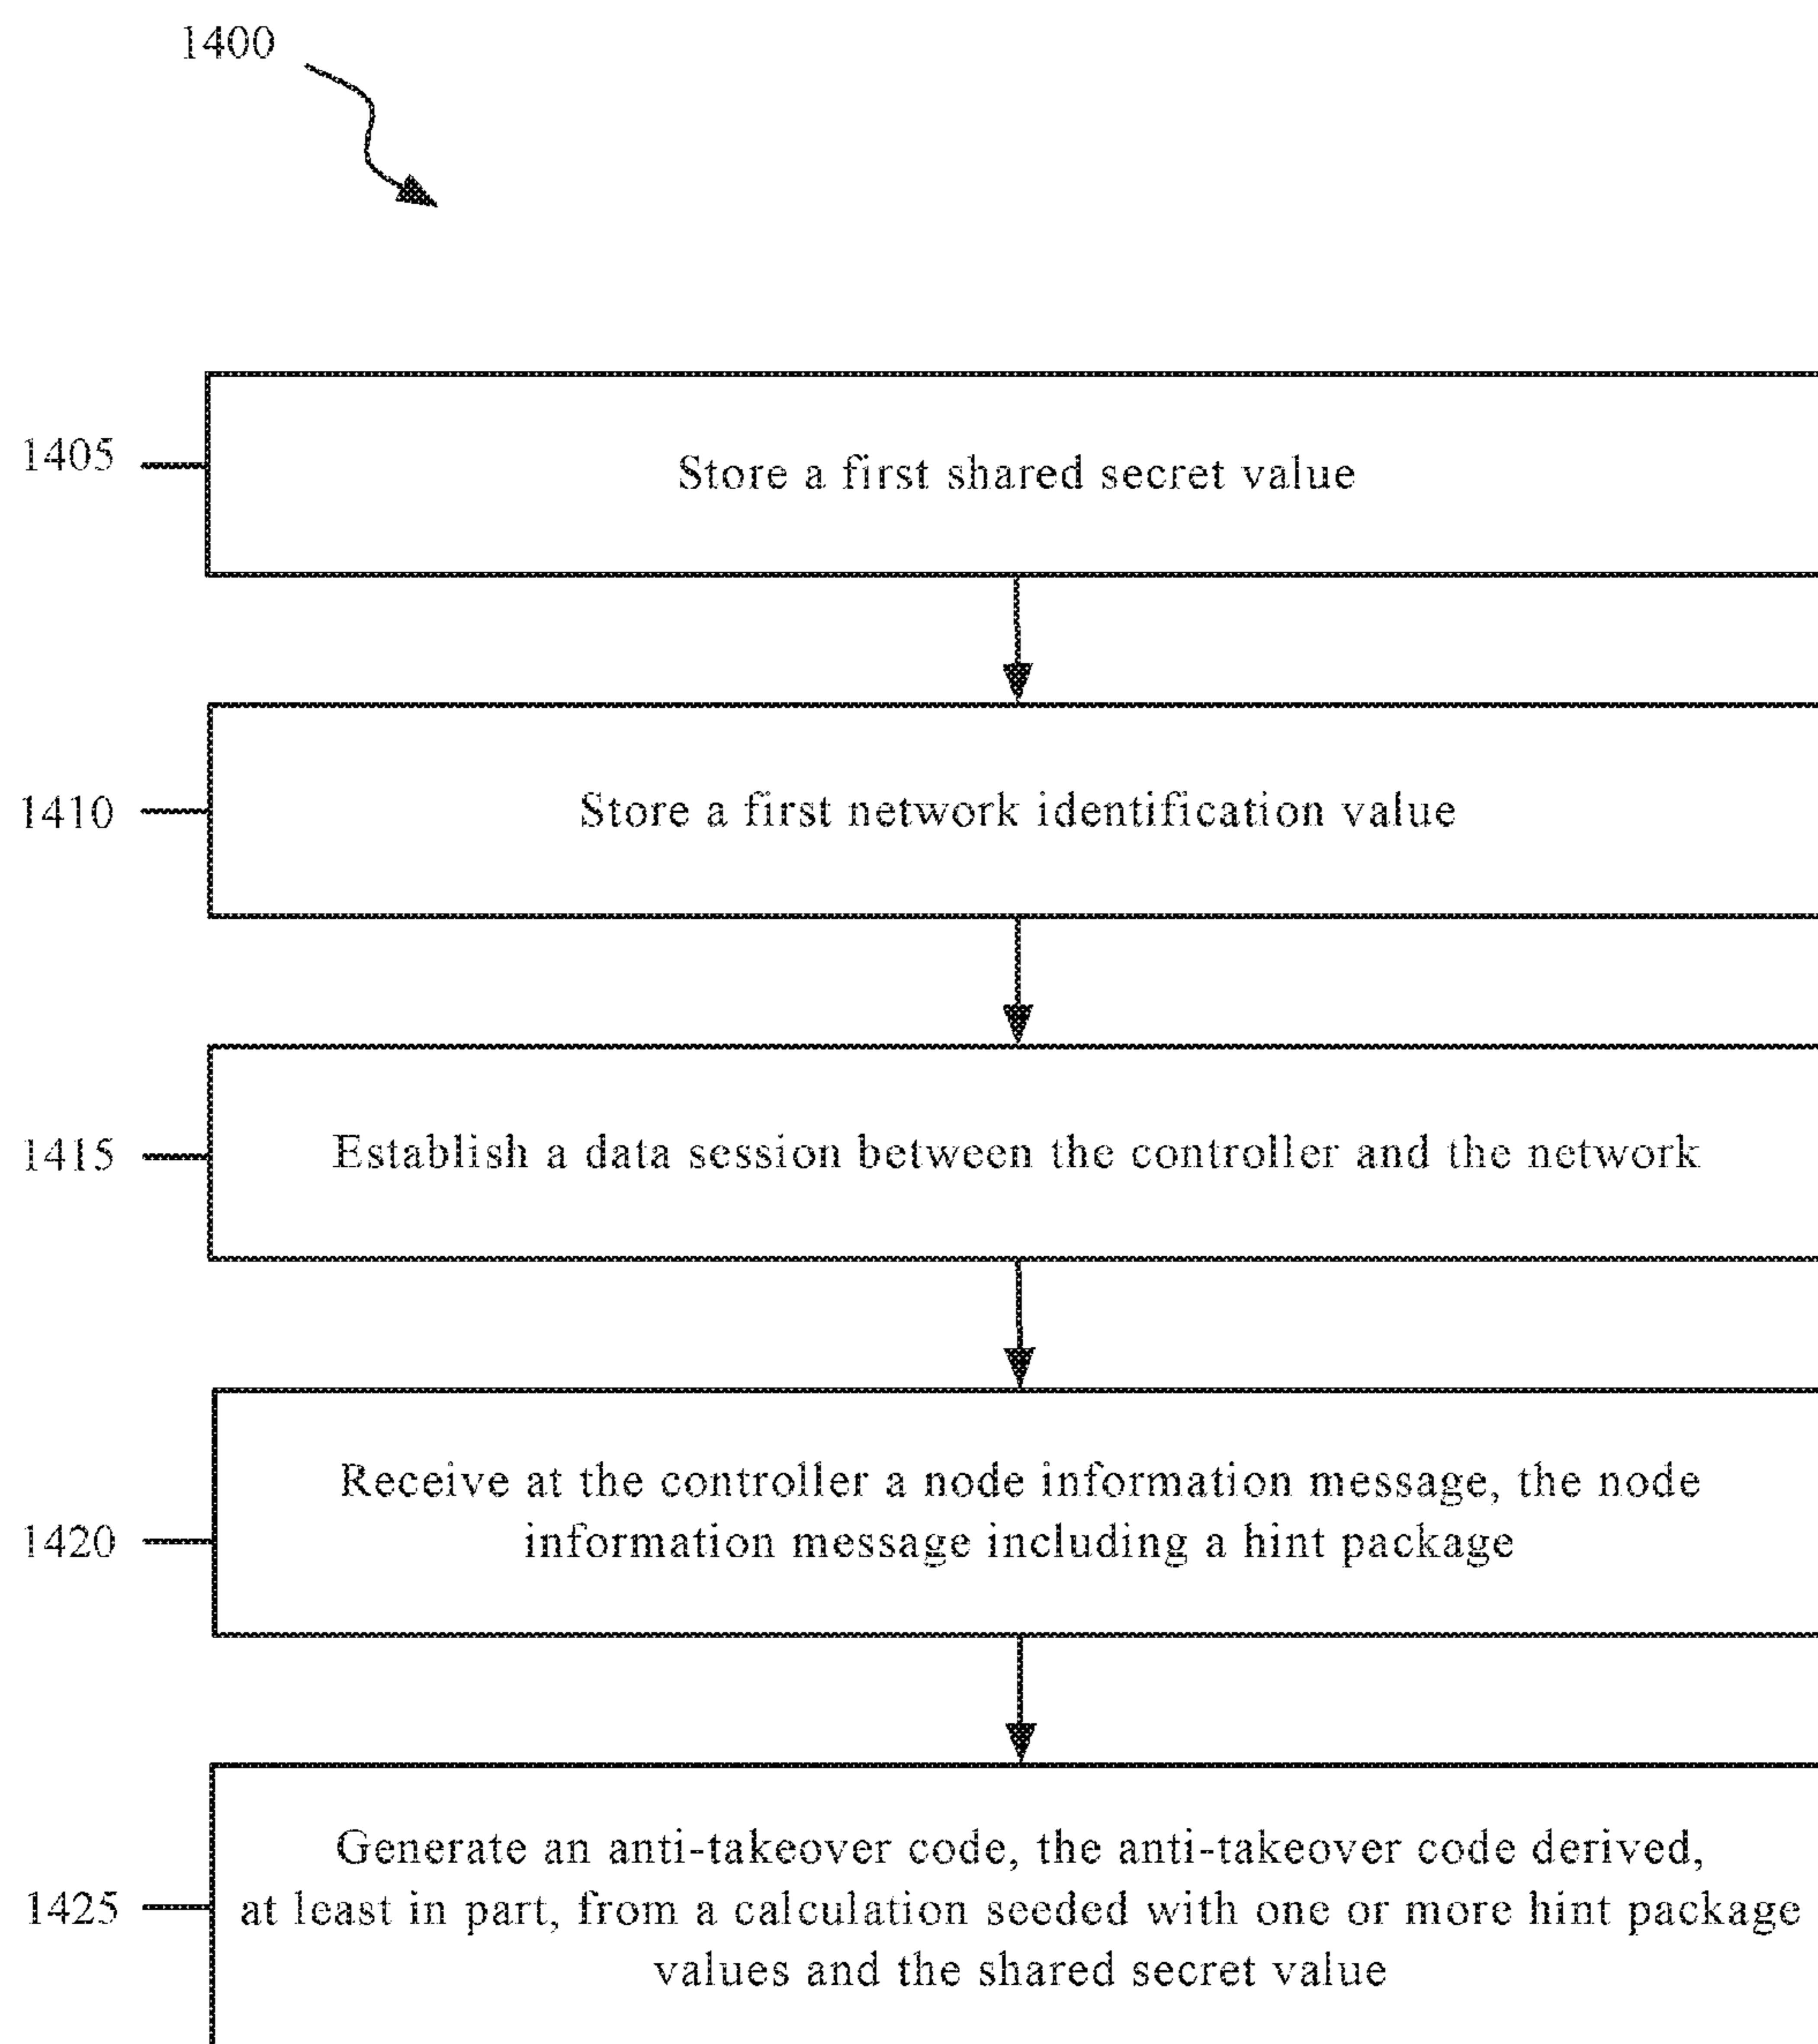 1400
1405
Store a first shared secret value
1410
Store a first network identification value
1415
Establish a data session between the controller and the network
Receive at the controller a node information message, the node
1420
information message including a hint package
Generate an anti-takeover code, the anti-takeover code derived,
1425
at least in part, from a calculation seeded with one or more hint package
values and the shared secret value